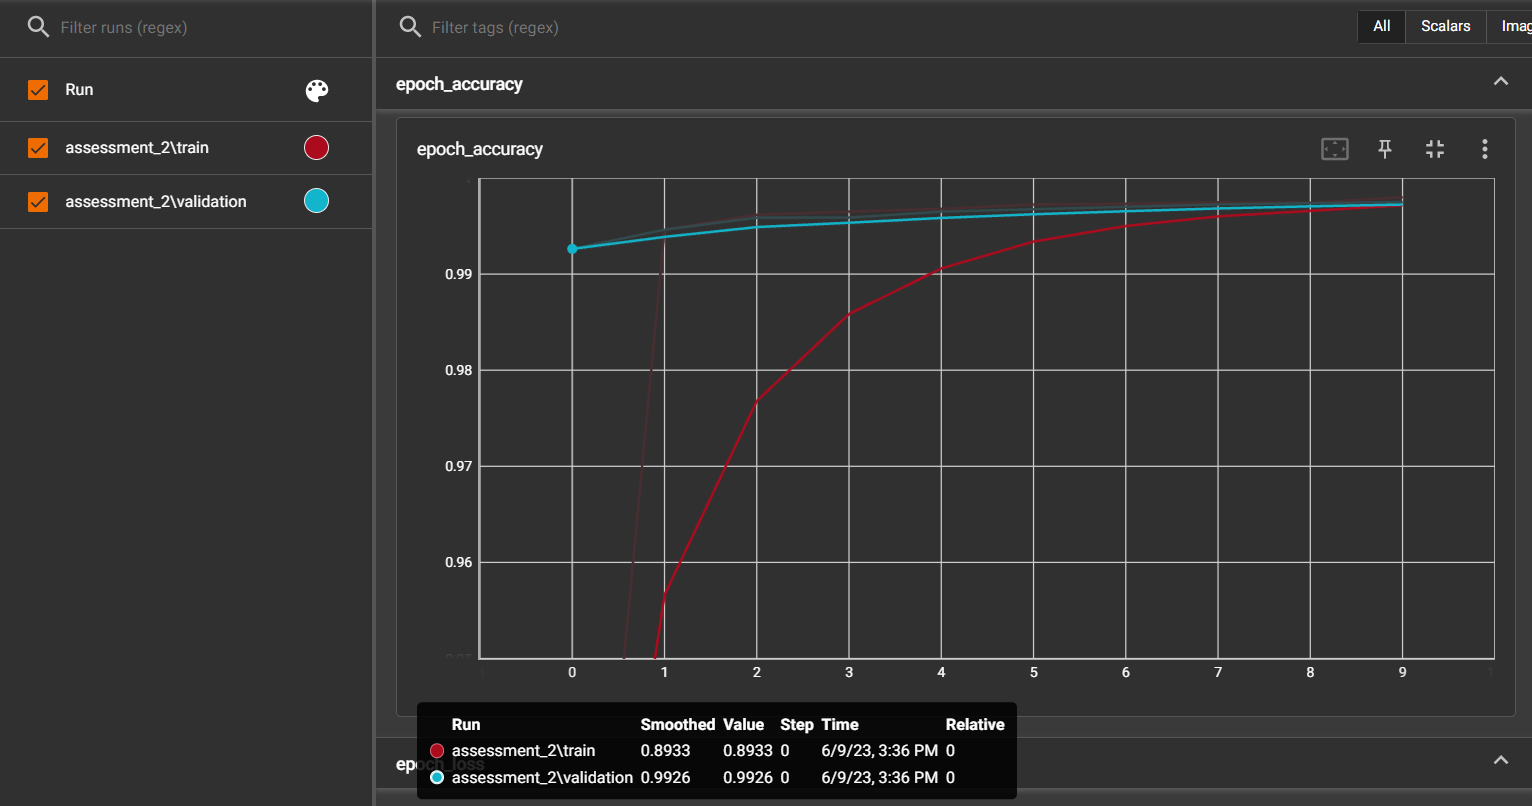 Filter runs (regex)
Filter tags (regex)
All Scalars Imag
Run
epoch_accuracy
assessment_2\train
epoch_accuracy
assessment_2\validation
0.99
0.98
0.97
0.96
0 1 2 3 4 5 6 7 8 9
Run Smoothed Value Step Time Relative
assessment_2\train 0.8933 0.8933 0 6/9/23, 3:36 PM 0
epoch_loss
assessment_2\validation 0.9926 0.9926 0 6/9/23, 3:36 PM 0